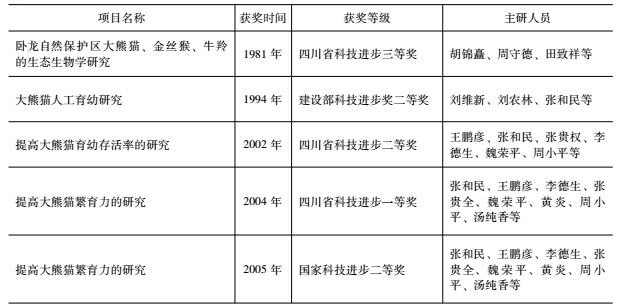 项目名称 获奖时间 获奖等级 主研人员
卧龙自然保护区大熊猫、金丝猴、牛羚
的生态生物学研究 1981 年 四川省科技进步三等奖 胡锦矗、周守德、田致祥等
大熊猫人工育幼研究 1994 年 建设部科技进步奖二等奖 刘维新、刘农林、张和民等
提高大熊猫育幼存活率的研究 2002 年 四川省科技进步二等奖 王鹏彦、张和民、张贵权、李
德生、魏荣平、周小平等
提高大熊猫繁育力的研究 2004 年 四川省科技进步一等奖 张和民、王鹏彦、李德生、张
贵全、魏荣平、黄炎、周小
平、汤纯香等
提高大熊猫繁育力的研究 2005 年 国家科技进步二等奖 张和民、王鹏彦、李德生、张
贵全、魏荣平、黄炎、周小
平、汤纯香等